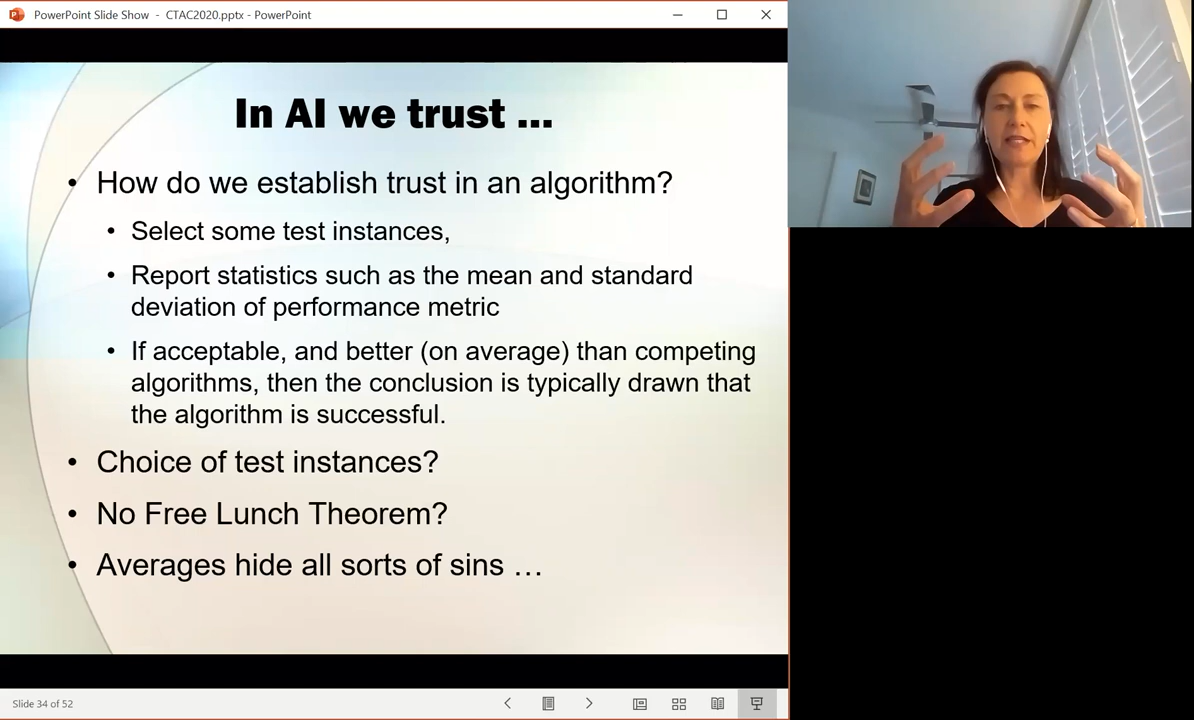 PowerPoint Slide Show - CTAC2020.pptx - PowerPoint
In AI we trust ...
• How do we establish trust in an algorithm?
• Select some test instances,
• Report statistics such as the mean and standard
deviation of performance metric
• If acceptable, and better (on average) than competing
algorithms, then the conclusion is typically drawn that
the algorithm is successful.
• Choice of test instances?
• No Free Lunch Theorem?
• Averages hide all sorts of sins …
Slide 34 of 52